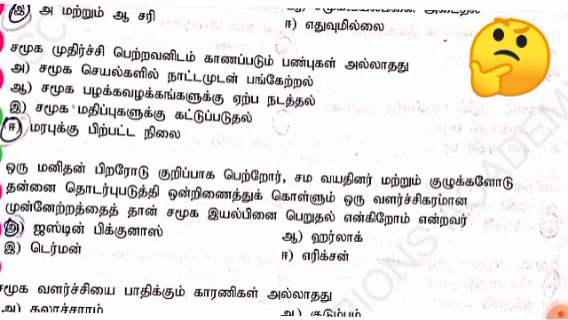 இ) அ மற்றும் ஆ சரி
ஈ) எதுவுமில்லை
சமூக முதிர்ச்சி பெற்றவனிடம் காணப்படும் பண்புகள் அல்லாதது
அ) சமூக செயல்களில் நாட்டமுடன் பங்கேற்றல்
ஆ) சமூக பழக்கவழக்கங்களுக்கு ஏற்ப நடத்தல்
இ) சமூக மதிப்புகளுக்கு கட்டுப்படுதல்
ஈ) மரபுக்கு பிற்பட்ட நிலை
ஒரு மனிதன் பிறரோடு குறிப்பாக பெற்றோர், சம வயதினர் மற்றும் குழுக்களோடு
தன்னை தொடர்புபடுத்தி ஒன்றிணைத்துக் கொள்ளும் ஒரு வளர்ச்சிகரமான
முன்னேற்றத்தைத் தான் சமூக இயல்பினை பெறுதல் என்கிறோம் என்றவர்
அ) ஜஸ்டின் பிக்குனாஸ் ஆ) ஹர்லாக்
இ) டெர்மன் ஈ) எரிக்சன்
சமூக வளர்ச்சியை பாதிக்கும் காரணிகள் அல்லாதது
அ) கலாச்சாரம் ஆ) குடும்பம்